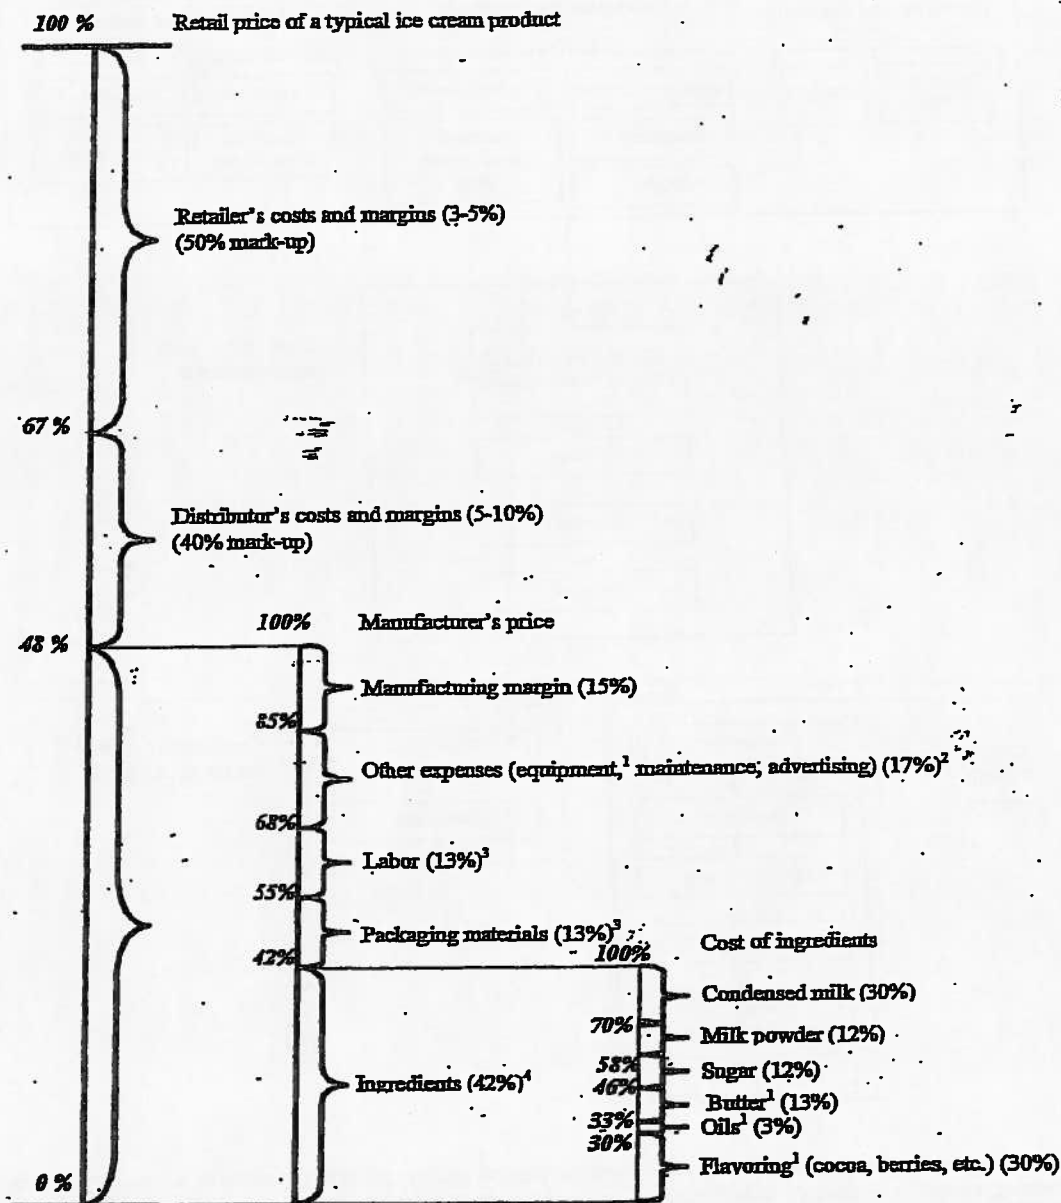 100 % Retail price of a typical ice cream product
Retailer's costs and margins (3-5%)
(50% mark-up)
67 %
Distributor's costs and margins (5-10%)
(40% mark-up)
100% Manufacturer's price
48 %
Manufacturing margin (15%)
85%
Other expenses (equipment,¹ maintenance, advertising) (17%)²
68%
Labor (13%)³
55%
Packaging materials (13%)³
Cost of ingredients
42% 100%
Condensed milk (30%)
70%
Milk powder (12%)
58%
Sugar (12%)
46%
Ingredients (42%)⁴
Butter¹ (13%)
33%
Oils¹ (3%)
30%
Flavoring¹ (cocoa, berries, etc.) (30%)
0 %